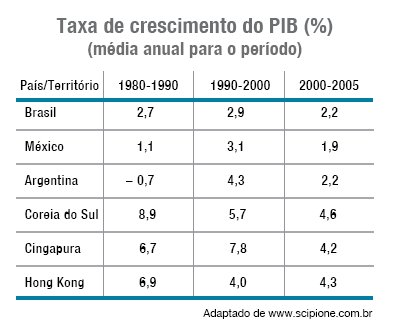 Taxa de crescimento do PIB (%)
(média anual para o período)
País/Território 1980-1990 1990-2000 2000-2005
Brasil 2,7 2,9 2,2
México 1,1 3,1 1,9
Argentina – 0,7 4,3 2,2
Coreia do Sul 8,9 5,7 4,6
Cingapura 6,7 7,8 4,2
Hong Kong 6,9 4,0 4,3
Adaptado de www.scipione.com.br